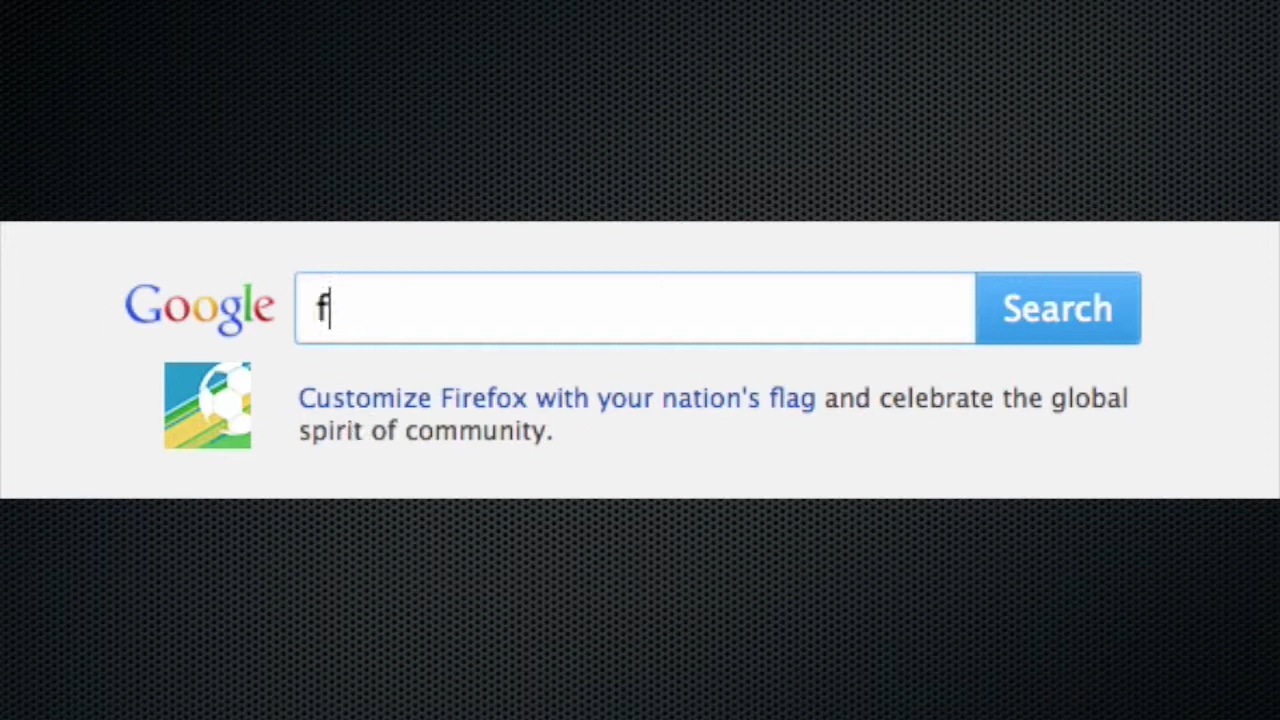 Google f Search
Customize Firefox with your nation's flag and celebrate the global
spirit of community.